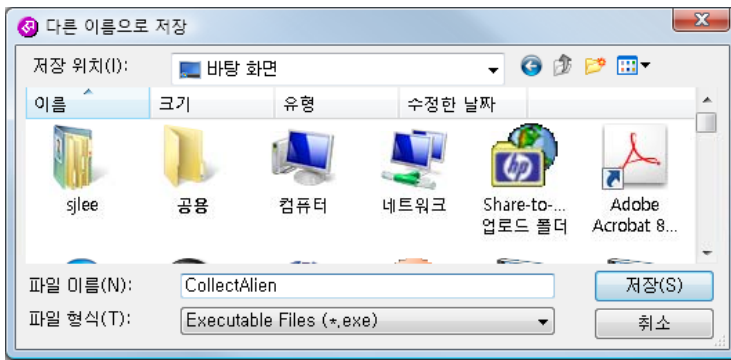 다른 이름으로 저장
저장 위치(I): 바탕 화면
이름 크기 유형 수정한 날짜
sjlee 공용 컴퓨터 네트워크 Share-to-... Adobe
업로드 폴더 Acrobat 8...
파일 이름(N): CollectAlien 저장(S)
파일 형식(T): Executable Files (*,exe) 취소